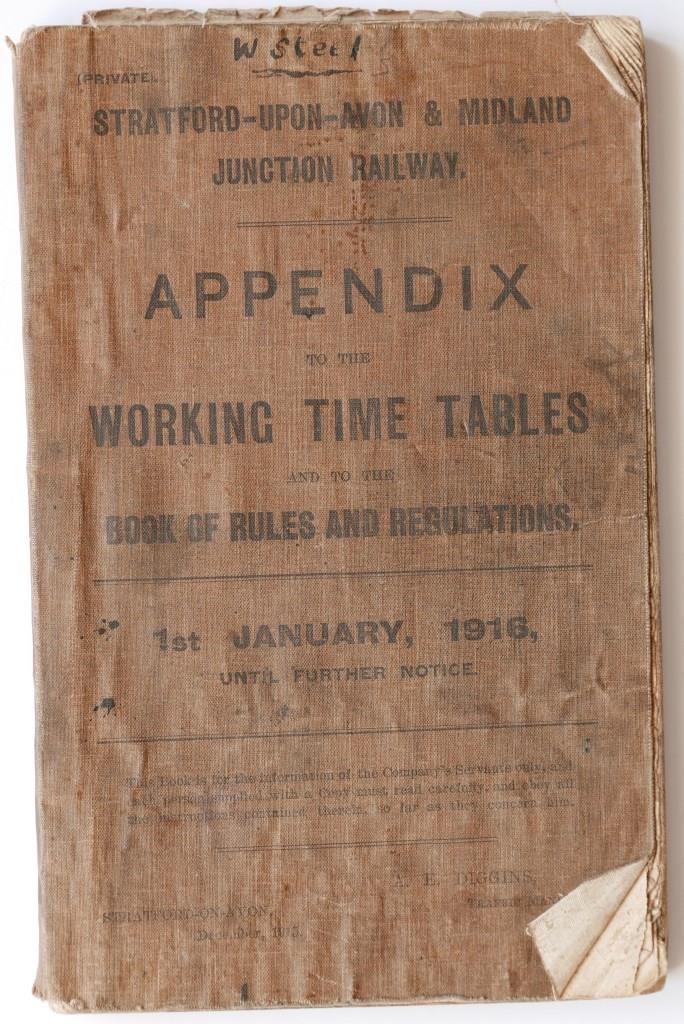 W Steel
(PRIVATE).
STRATFORD-UPON-AVON & MIDLAND
JUNCTION RAILWAY.
APPENDIX
TO THE
WORKING TIME TABLES
AND TO THE
BOOK OF RULES AND REGULATIONS,
1st JANUARY, 1916,
UNTIL FURTHER NOTICE.
This Book is for the information of the Company's Servants only, and
each person supplied with a Copy must read carefully, and obey all
the instructions contained therein, so far as they concern him.
A. E. DIGGINS,
TRAFFIC
STRATFORD-ON-AVON,
December, 1915.